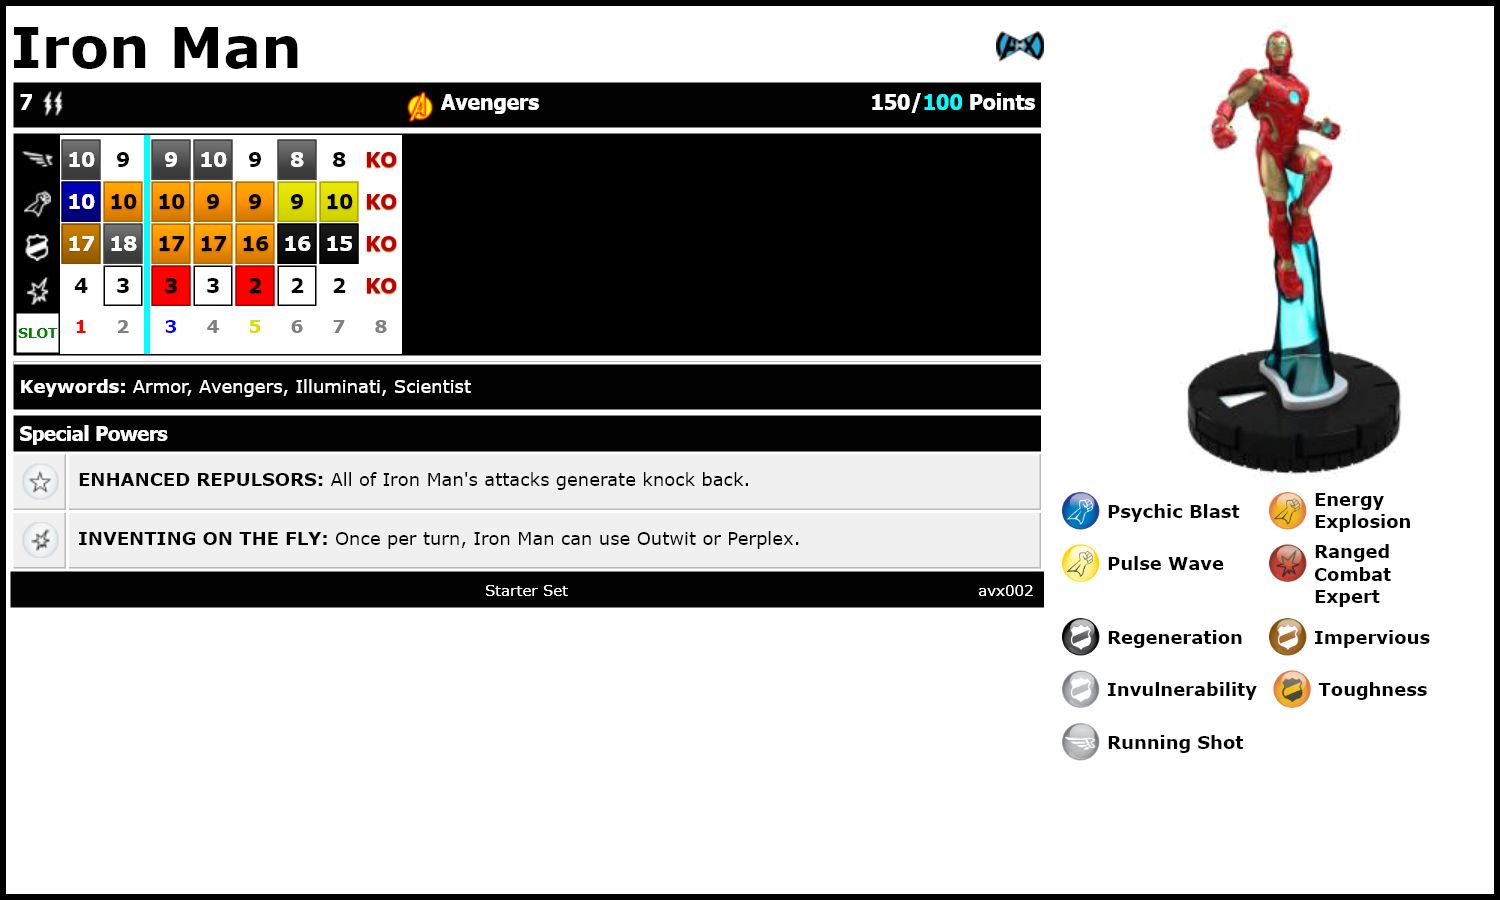 Iron Man
AvX
7 Avengers 150/100 Points
10 9 9 10 9 8 8 KO
10 10 10 9 9 9 10 KO
17 18 17 17 16 16 15 KO
4 3 3 3 2 2 2 KO
SLOT 1 2 3 4 5 6 7 8
Keywords: Armor, Avengers, Illuminati, Scientist
Special Powers
ENHANCED REPULSORS: All of Iron Man's attacks generate knock back.
INVENTING ON THE FLY: Once per turn, Iron Man can use Outwit or Perplex.
Starter Set avx002
Psychic Blast
Energy
Explosion
Pulse Wave
Ranged
Combat
Expert
Regeneration
Impervious
Invulnerability
Toughness
Running Shot